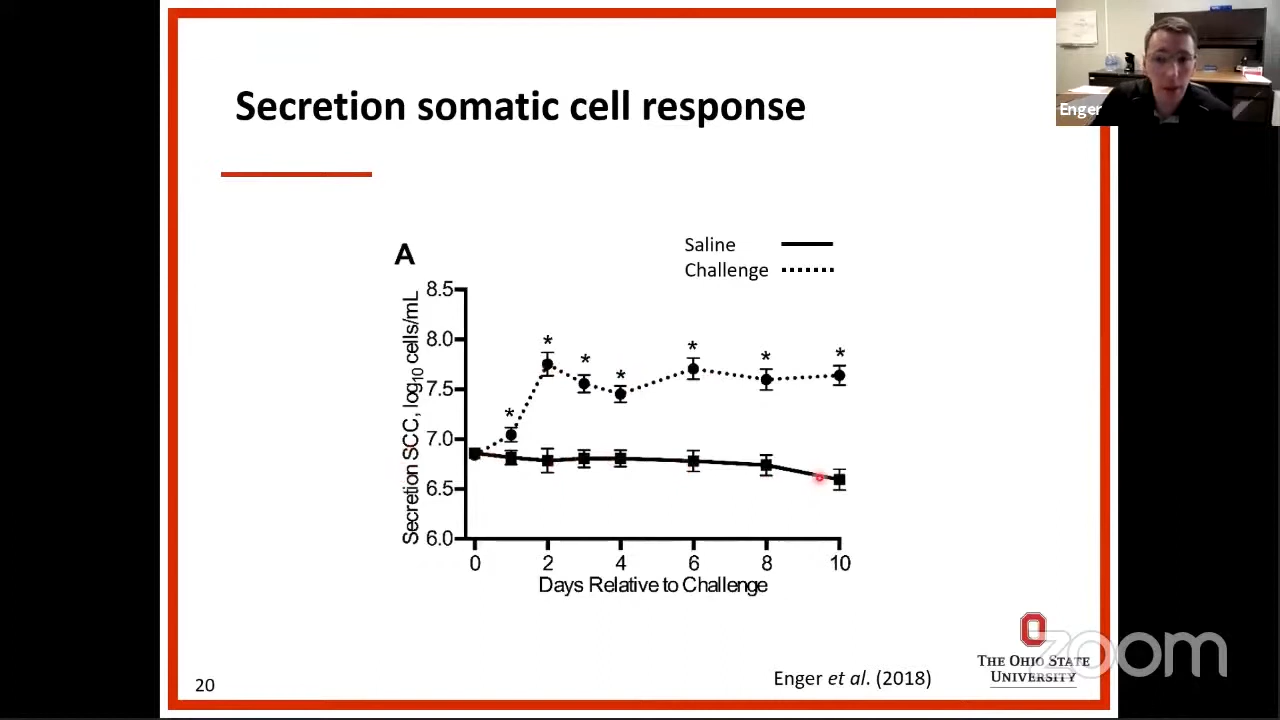 Secretion somatic cell response
Enger
A
Saline
Challenge
8.5
8.0
7.5
7.0
6.5
6.0
Secretion SCC, log10 cells/mL
*
*
*
*
*
*
*
0
2
4
6
8
10
Days Relative to Challenge
Enger et al. (2018)
20
THE OHIO STATE
UNIVERSITY
zoom